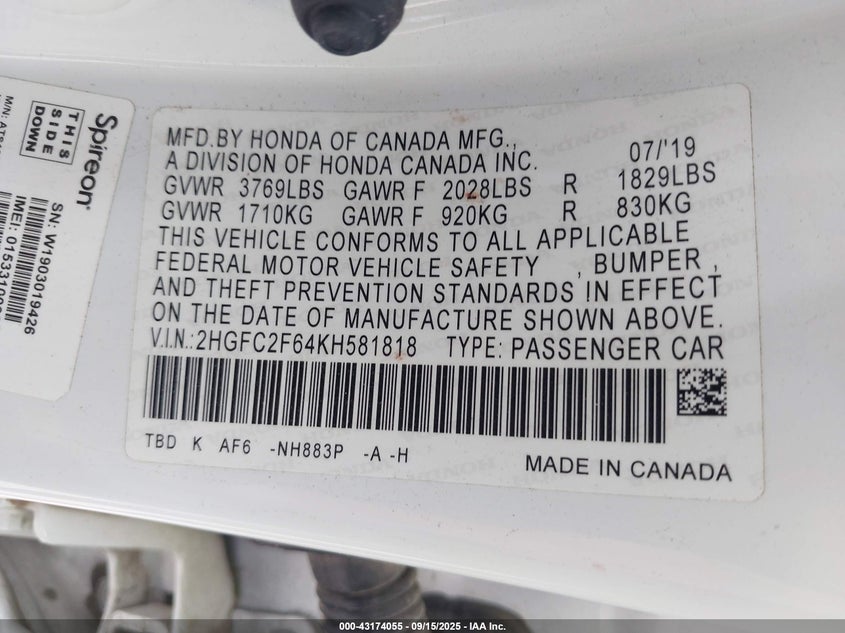 MFD.BY HONDA OF CANADA MFG.,
A DIVISION OF HONDA CANADA INC. 07/'19
GVWR 3769LBS GAWR F 2028LBS R 1829LBS
GVWR 1710KG GAWR F 920KG R 830KG
THIS VEHICLE CONFORMS TO ALL APPLICABLE
FEDERAL MOTOR VEHICLE SAFETY , BUMPER ,
AND THEFT PREVENTION STANDARDS IN EFFECT
ON THE DATE OF MANUFACTURE SHOWN ABOVE.
V.I.N.:2HGFC2F64KH581818 TYPE: PASSENGER CAR
TBD K AF6 -NH883P -A -H
MADE IN CANADA
Spireon
THIS
SIDE
DOWN
M/N:
SN: W1903019426
IMEI:
000-43174055 - 09/15/2025 - IAA Inc.